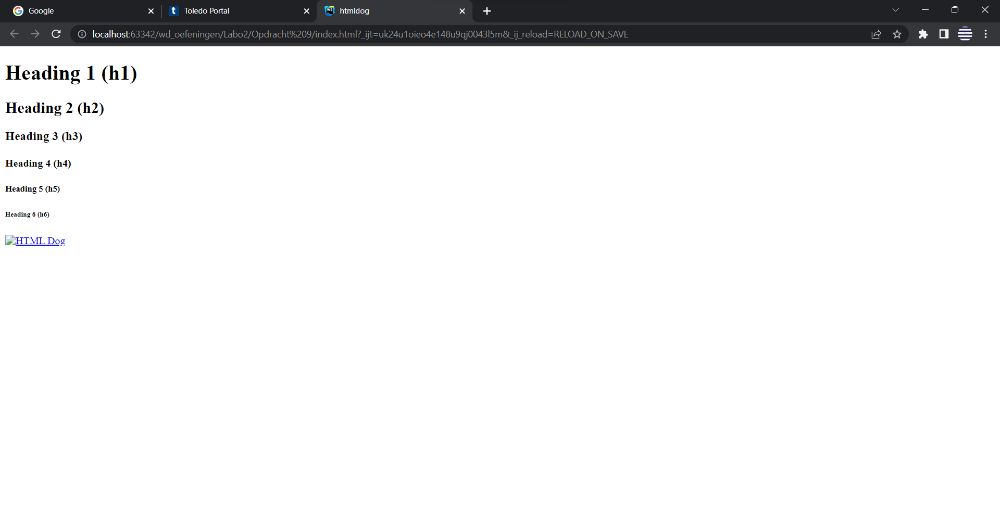 Google
Toledo Portal
htmldog
localhost:63342/wd_oefeningen/Labo2/Opdracht%209/index.html?_ijt=uk24u1oieo4e148u9qj0043l5m&_ij_reload=RELOAD_ON_SAVE
Heading 1 (h1)
Heading 2 (h2)
Heading 3 (h3)
Heading 4 (h4)
Heading 5 (h5)
Heading 6 (h6)
HTML Dog